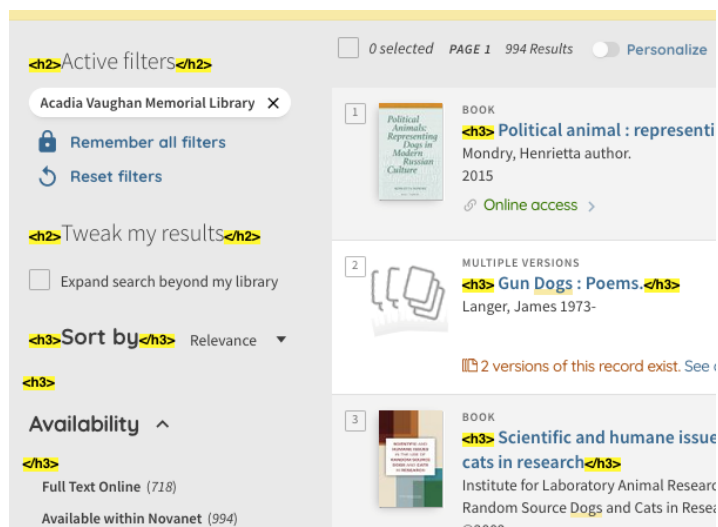 <h2>Active filters</h2>
Acadia Vaughan Memorial Library ×
Remember all filters
Reset filters
<h2>Tweak my results</h2>
Expand search beyond my library
<h3>Sort by</h3> Relevance
<h3>
Availability
</h3>
Full Text Online (718)
Available within Novanet (994)
0 selected PAGE 1 994 Results Personalize
1
Political
Animals:
Representing
Dogs in
Modern
Russian
Culture
BOOK
<h3> Political animal : representi
Mondry, Henrietta author.
2015
Online access
2
MULTIPLE VERSIONS
<h3> Gun Dogs : Poems.</h3>
Langer, James 1973-
2 versions of this record exist. See
3
BOOK
<h3> Scientific and humane issue
cats in research</h3>
Institute for Laboratory Animal Researc
Random Source Dogs and Cats in Resea